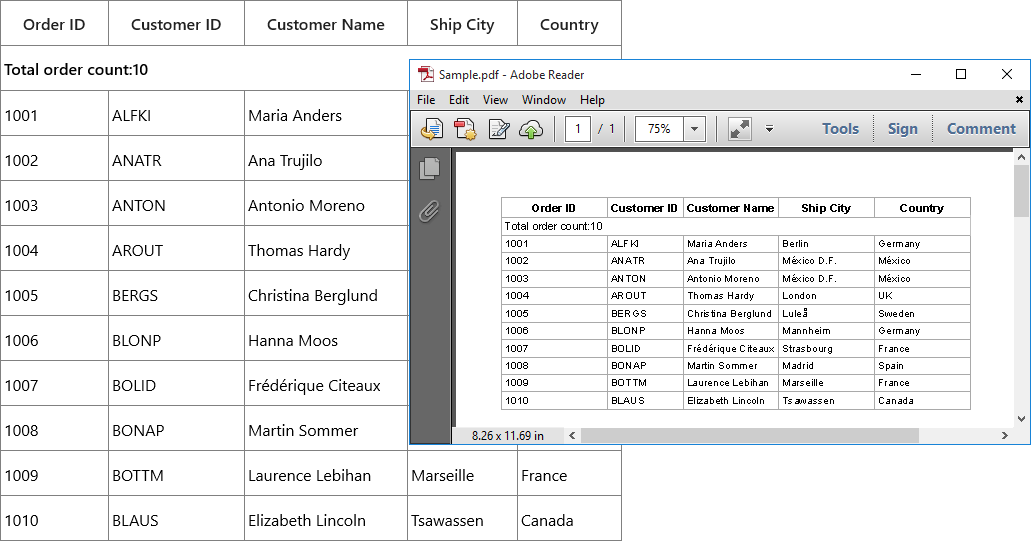 Order ID Customer ID Customer Name Ship City Country
Total order count:10
1001 ALFKI Maria Anders
1002 ANATR Ana Trujilo
1003 ANTON Antonio Moreno
1004 AROUT Thomas Hardy
1005 BERGS Christina Berglund
1006 BLONP Hanna Moos
1007 BOLID Frédérique Citeaux
1008 BONAP Martin Sommer
1009 BOTTM Laurence Lebihan Marseille France
1010 BLAUS Elizabeth Lincoln Tsawassen Canada
Sample.pdf - Adobe Reader
File Edit View Window Help
1 / 1 75% Tools Sign Comment
Order ID Customer ID Customer Name Ship City Country
Total order count:10
1001 ALFKI Maria Anders Berlin Germany
1002 ANATR Ana Trujilo México D.F. México
1003 ANTON Antonio Moreno México D.F. México
1004 AROUT Thomas Hardy London UK
1005 BERGS Christina Berglund Luleå Sweden
1006 BLONP Hanna Moos Mannheim Germany
1007 BOLID Frédérique Citeaux Strasbourg France
1008 BONAP Martin Sommer Madrid Spain
1009 BOTTM Laurence Lebihan Marseille France
1010 BLAUS Elizabeth Lincoln Tsawassen Canada
8.26 x 11.69 in